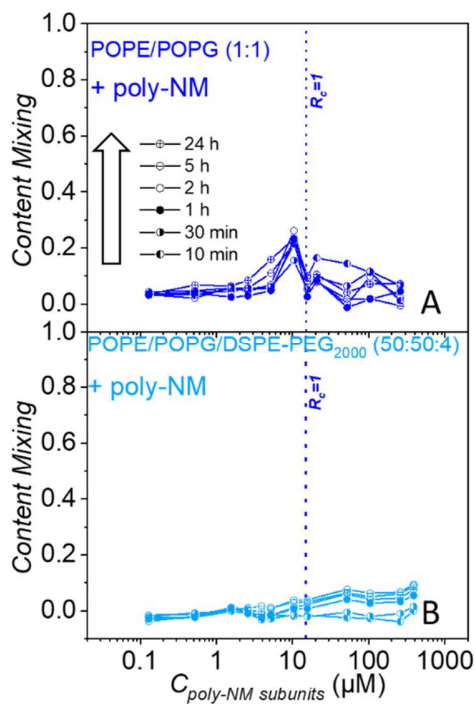 1.0
POPE/POPG (1:1)
0.8
+ poly-NM
R_c=1
Content Mixing
0.6
24 h
5 h
2 h
1 h
30 min
10 min
0.4
0.2
0.0
A
1.0
POPE/POPG/DSPE-PEG₂₀₀₀ (50:50:4)
+ poly-NM
0.8
R_c=1
Content Mixing
0.6
0.4
0.2
0.0
B
0.1 1 10 100 1000
C_poly-NM subunits (µM)